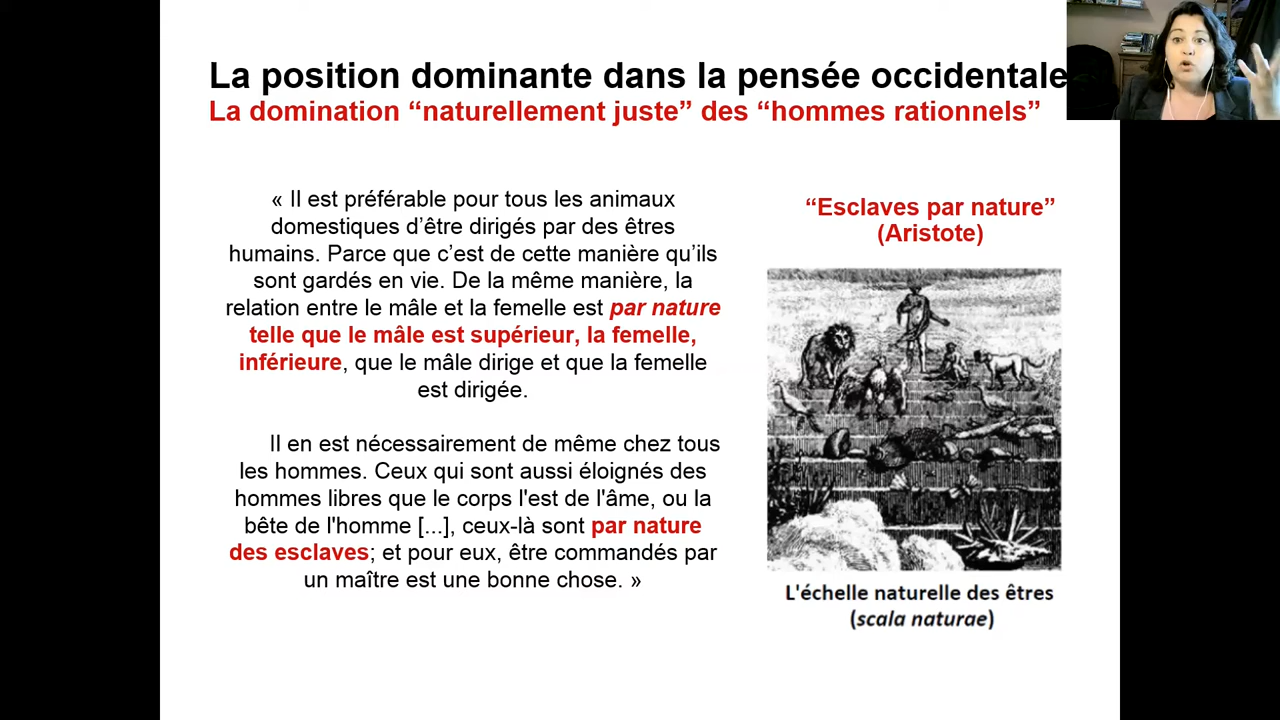 La position dominante dans la pensée occidentale
La domination “naturellement juste” des “hommes rationnels”
« Il est préférable pour tous les animaux
domestiques d’être dirigés par des êtres
humains. Parce que c’est de cette manière qu’ils
sont gardés en vie. De la même manière, la
relation entre le mâle et la femelle est par nature
telle que le mâle est supérieur, la femelle,
inférieure, que le mâle dirige et que la femelle
est dirigée.
Il en est nécessairement de même chez tous
les hommes. Ceux qui sont aussi éloignés des
hommes libres que le corps l'est de l'âme, ou la
bête de l'homme [...], ceux-là sont par nature
des esclaves; et pour eux, être commandés par
un maître est une bonne chose. »
“Esclaves par nature”
(Aristote)
L'échelle naturelle des êtres
(scala naturae)